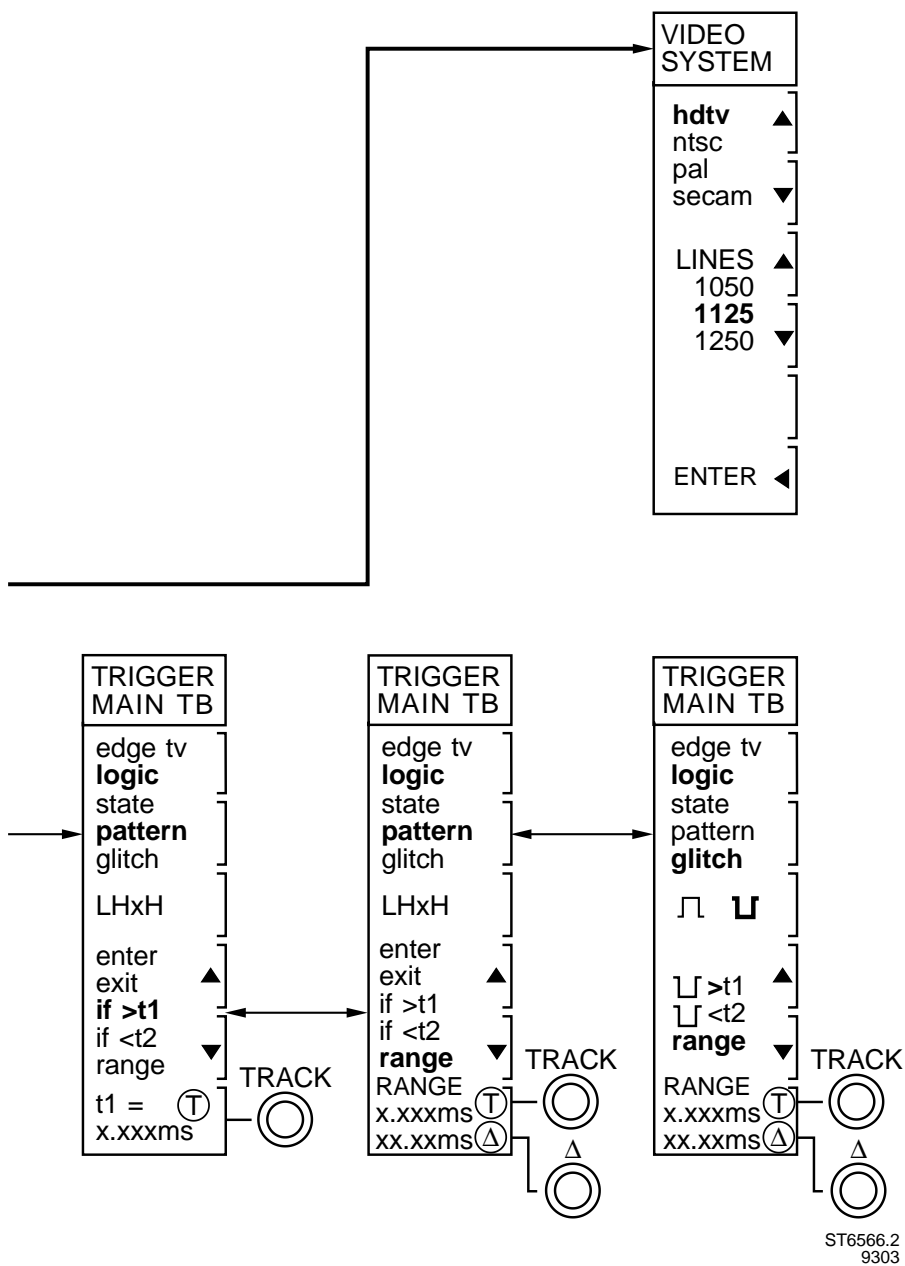 VIDEO
SYSTEM
hdtv
ntsc
pal
secam
LINES
1050
1125
1250
ENTER
TRIGGER
MAIN TB
edge tv
logic
state
pattern
glitch
LHxH
enter
exit
if >t1
if <t2
range
t1 = T
x.xxxms
TRACK
TRIGGER
MAIN TB
edge tv
logic
state
pattern
glitch
LHxH
enter
exit
if >t1
if <t2
range
RANGE
x.xxxms T
xx.xxms Δ
TRACK
Δ
TRIGGER
MAIN TB
edge tv
logic
state
pattern
glitch
>t1
<t2
range
RANGE
x.xxxms T
xx.xxms Δ
TRACK
Δ
ST6566.2
9303